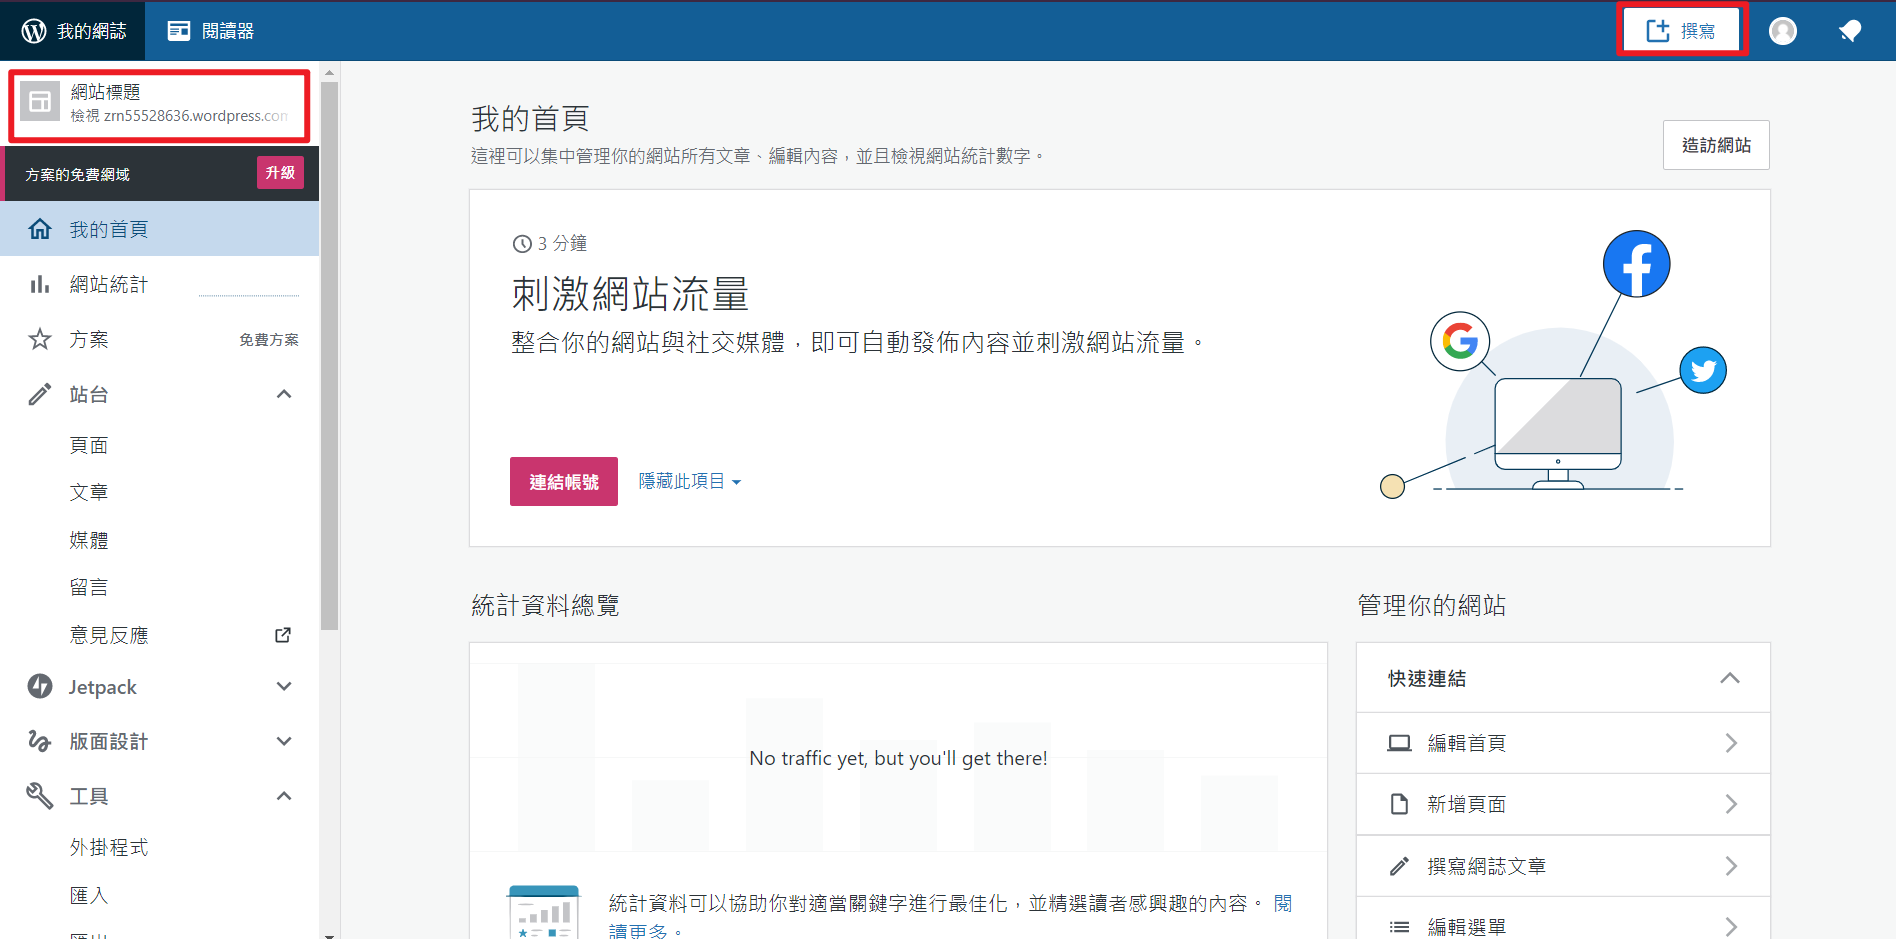 我的網誌
閱讀器
撰寫
網站標題
檢視 zrn55528636.wordpress.com
方案的免費網域
升級
我的首頁
網站統計
方案
免費方案
站台
頁面
文章
媒體
留言
意見反應
Jetpack
版面設計
工具
外掛程式
匯入
匯出
我的首頁
這裡可以集中管理你的網站所有文章、編輯內容，並且檢視網站統計數字。
造訪網站
3 分鐘
刺激網站流量
整合你的網站與社交媒體，即可自動發佈內容並刺激網站流量。
連結帳號
隱藏此項目
統計資料總覽
No traffic yet, but you'll get there!
統計資料可以協助你對適當關鍵字進行最佳化，並精選讀者感興趣的內容。 閱
讀更多。
管理你的網站
快速連結
編輯首頁
新增頁面
撰寫網誌文章
編輯選單